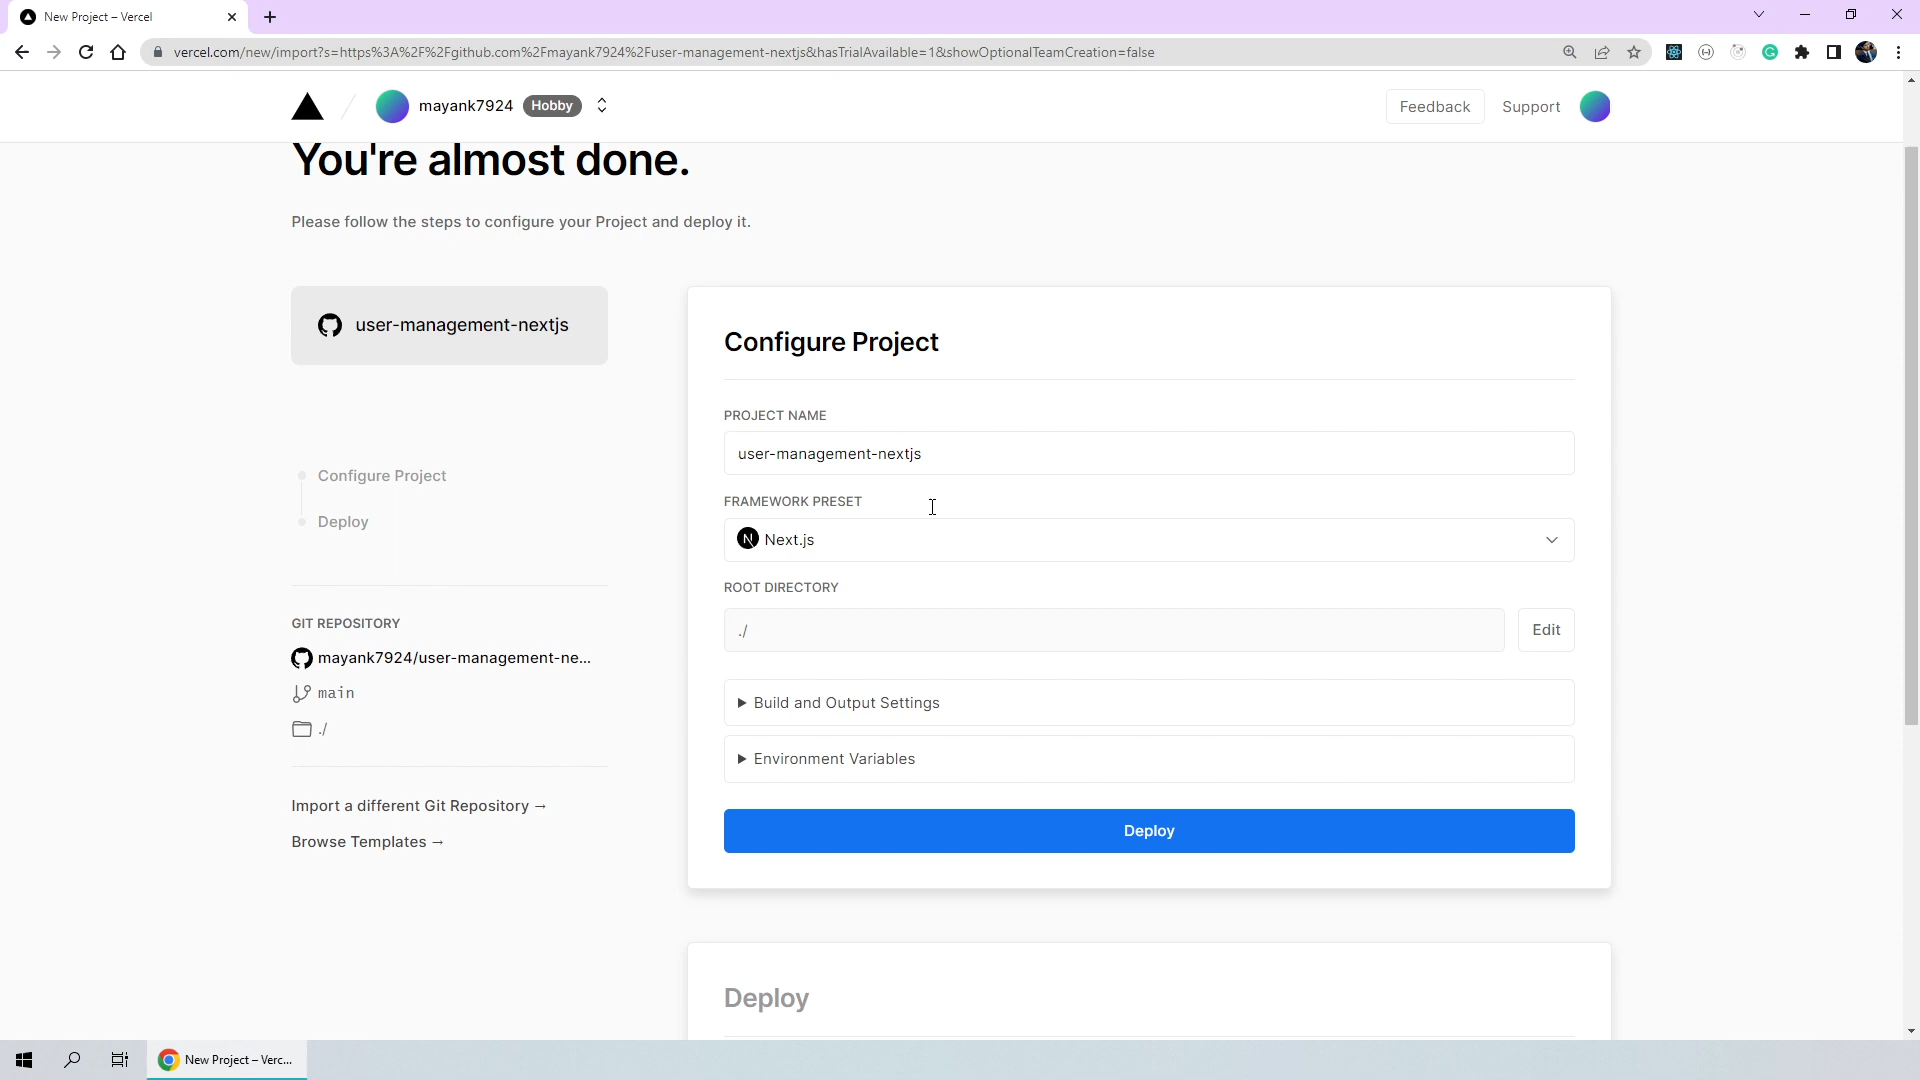 New Project – Vercel
vercel.com/new/import?s=https%3A%2F%2Fgithub.com%2Fmayank7924%2Fuser-management-nextjs&hasTrialAvailable=1&showOptionalTeamCreation=false
mayank7924 Hobby
Feedback Support
You're almost done.
Please follow the steps to configure your Project and deploy it.
user-management-nextjs
Configure Project
Deploy
GIT REPOSITORY
mayank7924/user-management-ne...
main
./
Import a different Git Repository →
Browse Templates →
Configure Project
PROJECT NAME
user-management-nextjs
FRAMEWORK PRESET
N Next.js
ROOT DIRECTORY
./ Edit
Build and Output Settings
Environment Variables
Deploy
Deploy
New Project – Verc...